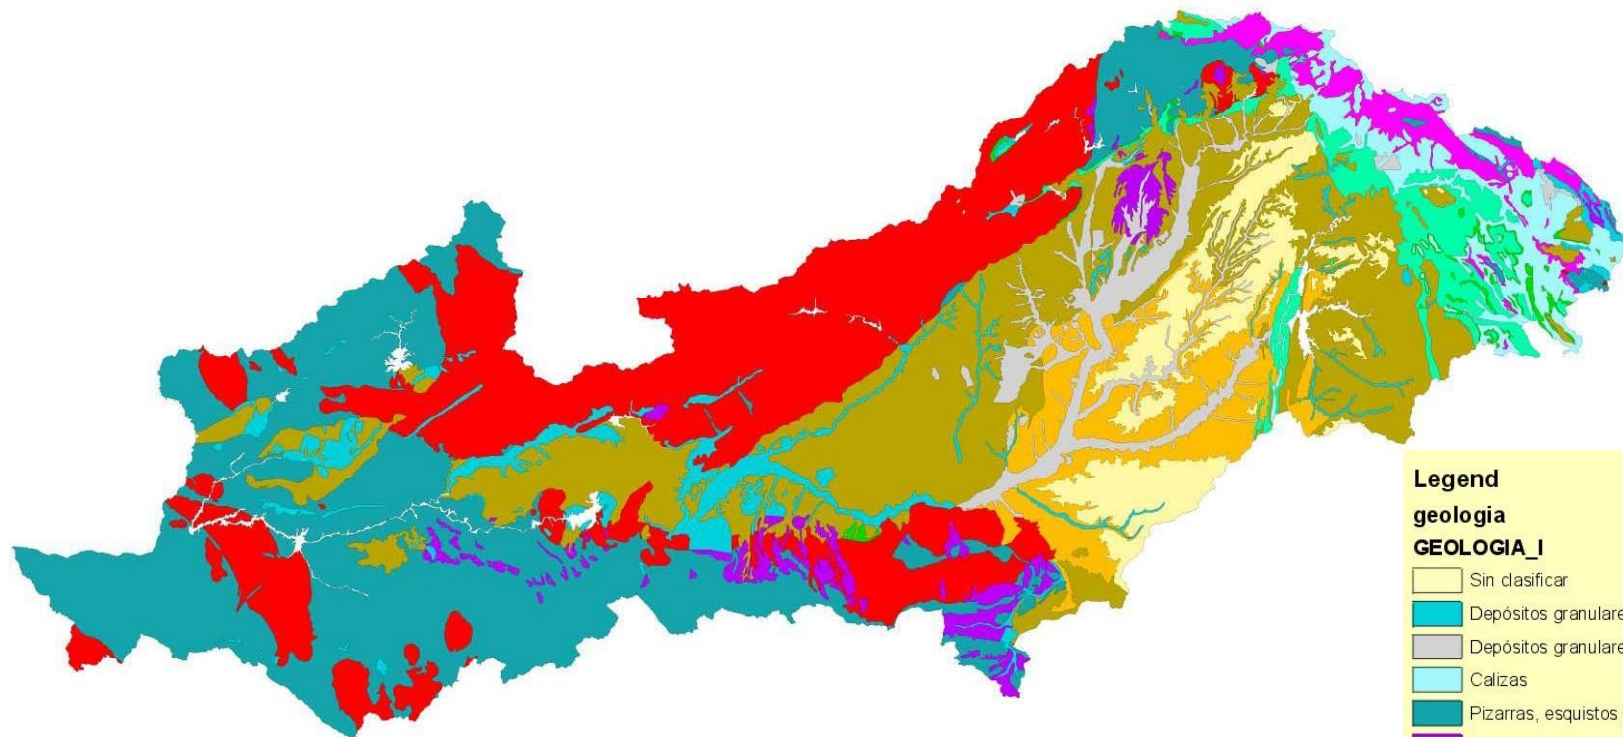 Legend
geologia
GEOLOGIA_I
Sin clasificar
Depósitos granulare
Depósitos granulare
Calizas
Pizarras, esquistos